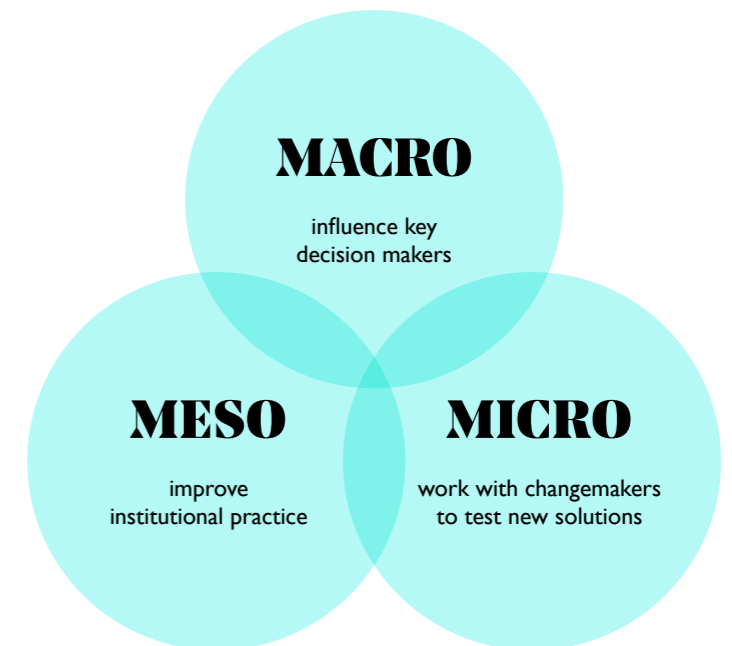 MACRO
influence key
decision makers
MESO
improve
institutional practice
MICRO
work with changemakers
to test new solutions